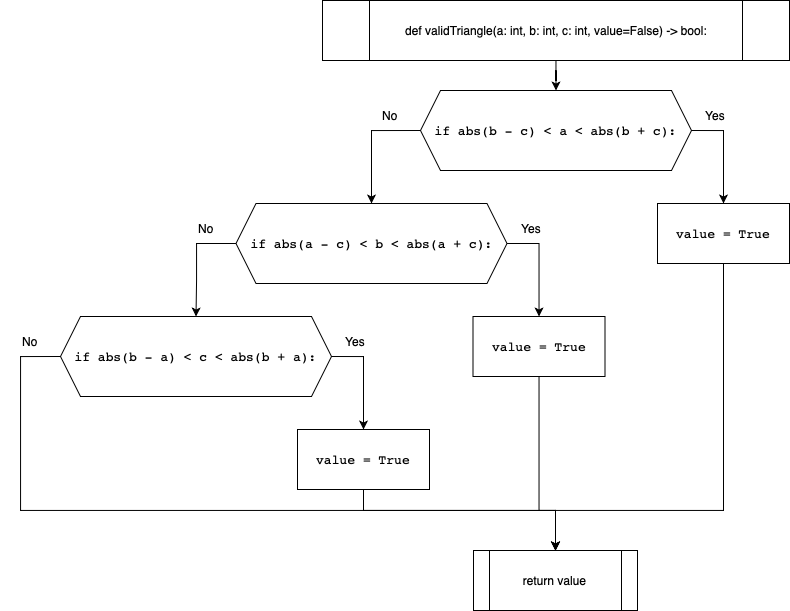 def validTriangle(a: int, b: int, c: int, value=False) -> bool:
No
Yes
if abs(b - c) < a < abs(b + c):
No
Yes
value = True
if abs(a - c) < b < abs(a + c):
No
Yes
value = True
if abs(b - a) < c < abs(b + a):
value = True
return value